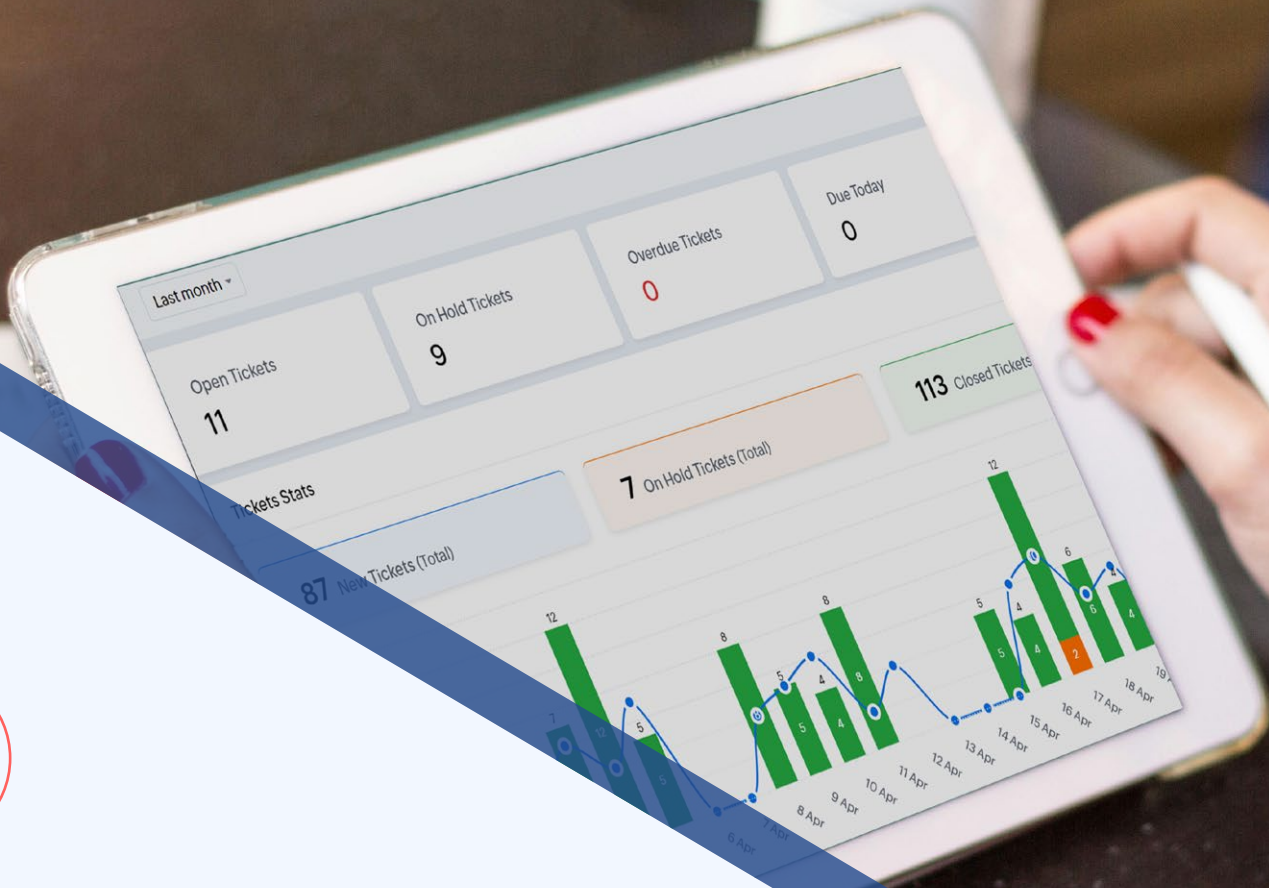 Last month
Open Tickets
11
On Hold Tickets
9
Overdue Tickets
0
Due Today
0
Tickets Stats
87 New Tickets (Total)
7 On Hold Tickets (Total)
113 Closed Tickets
7
12
12
5
5
8
5
5
4
4
8
8
5
5
4
4
12
2
6
6
4
4
6 Apr
7 Apr
8 Apr
9 Apr
10 Apr
11 Apr
12 Apr
13 Apr
14 Apr
15 Apr
16 Apr
17 Apr
18 Apr
19